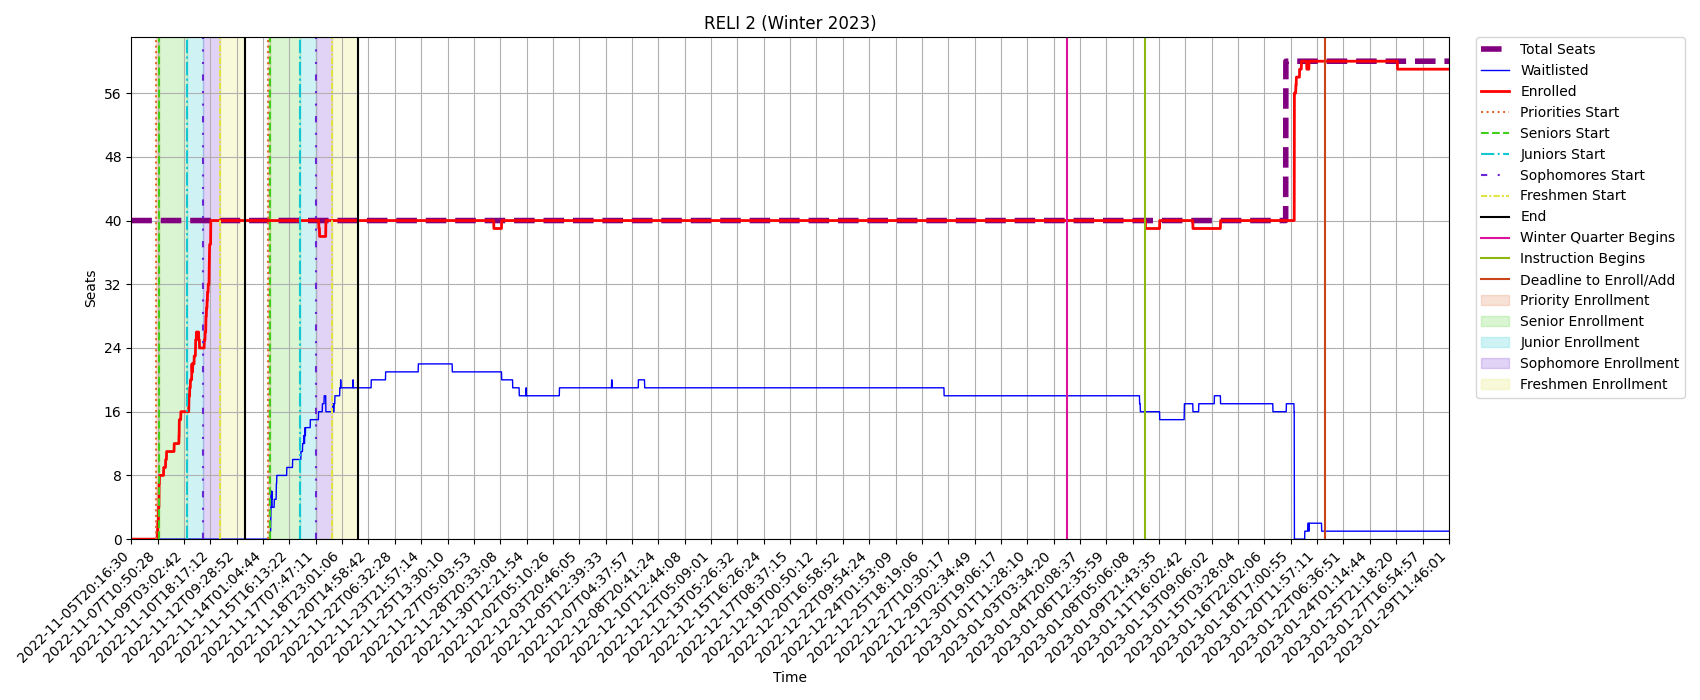 RELI 2 (Winter 2023)
Seats
56
48
40
32
24
16
8
0
2022-11-05T20:16:30
2022-11-07T10:50:28
2022-11-09T03:02:42
2022-11-10T18:17:12
2022-11-12T09:28:52
2022-11-14T01:04:44
2022-11-15T16:13:22
2022-11-17T07:47:11
2022-11-18T23:01:06
2022-11-20T14:58:42
2022-11-22T06:32:28
2022-11-23T21:57:14
2022-11-25T13:30:10
2022-11-27T05:03:53
2022-11-28T20:33:08
2022-11-30T12:21:54
2022-12-02T05:10:26
2022-12-03T20:46:05
2022-12-05T12:39:33
2022-12-07T04:37:57
2022-12-08T20:41:24
2022-12-10T12:44:08
2022-12-12T05:09:01
2022-12-13T05:26:32
2022-12-15T16:26:24
2022-12-17T08:37:15
2022-12-19T00:50:12
2022-12-20T16:58:52
2022-12-22T09:54:24
2022-12-24T01:53:09
2022-12-25T18:19:06
2022-12-27T10:30:17
2022-12-29T02:34:49
2022-12-30T19:06:17
2023-01-01T11:28:10
2023-01-03T03:34:20
2023-01-04T20:08:37
2023-01-06T12:35:59
2023-01-08T05:06:08
2023-01-09T21:43:35
2023-01-11T16:02:42
2023-01-13T09:06:02
2023-01-15T03:28:04
2023-01-16T22:02:06
2023-01-18T17:00:55
2023-01-20T11:57:11
2023-01-22T06:36:51
2023-01-24T01:14:44
2023-01-25T21:18:20
2023-01-27T16:54:57
2023-01-29T11:46:01
Time
Total Seats
Waitlisted
Enrolled
Priorities Start
Seniors Start
Juniors Start
Sophomores Start
Freshmen Start
End
Winter Quarter Begins
Instruction Begins
Deadline to Enroll/Add
Priority Enrollment
Senior Enrollment
Junior Enrollment
Sophomore Enrollment
Freshmen Enrollment